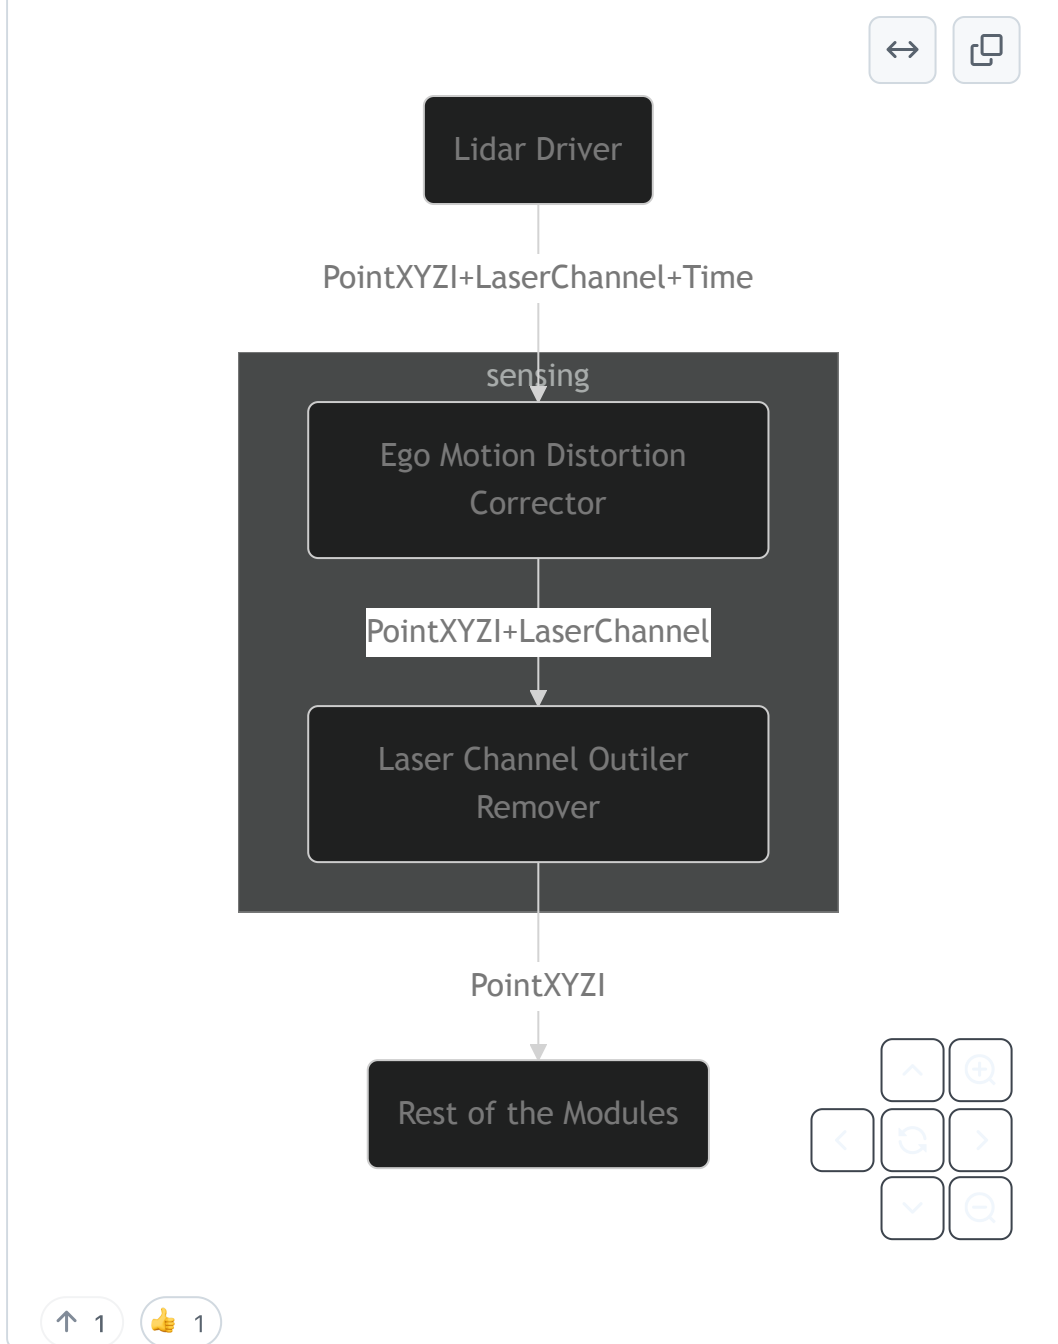 Lidar Driver
PointXYZI+LaserChannel+Time
sensing
Ego Motion Distortion
Corrector
PointXYZI+LaserChannel
Laser Channel Outiler
Remover
PointXYZI
Rest of the Modules
1
1